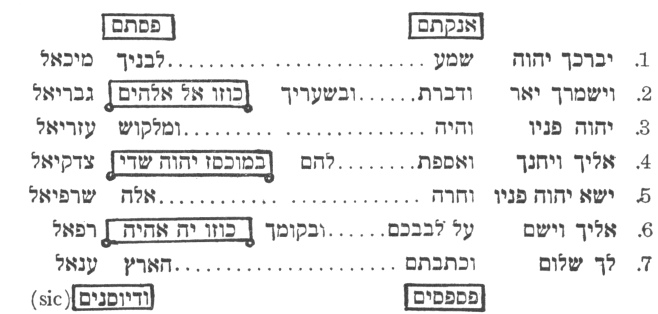 אנקתם פסתם
1. יברכך יהוה שמע ........................לבניך מיכאל
2. וישמרך יאר ודברת......ובשעריך כוזו אל אלהים גבריאל
3. יהוה פניו והיה ........................ומלקוש עזריאל
4. אליך ויחנך ואספת........להם במוכסז יהוה שדי צדקיאל
5. ישא יהוה פניו וחרה ........................אלה שרפיאל
6. אליך וישם על לבבכם......ובקומך כוזו יה אהיה רפאל
7. לך שלום וכתבתם ........................הארץ ענאל
פספסים ודיוסנים (sic)